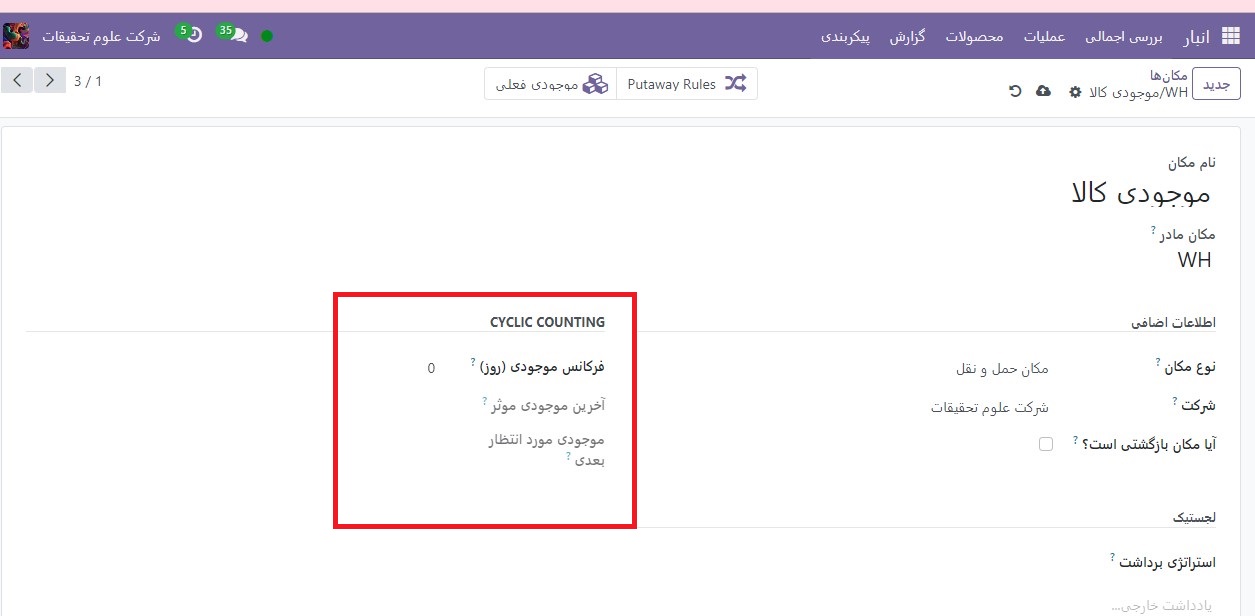 انبار بررسی اجمالی عملیات محصولات گزارش پیکربندی 35 5 شرکت علوم تحقیقات
جدید مکان‌ها
WH/موجودی کالا
Putaway Rules موجودی فعلی
3 / 1
نام مکان
موجودی کالا
مکان مادر ?
WH
اطلاعات اضافی
نوع مکان ? مکان حمل و نقل
شرکت ? شرکت علوم تحقیقات
آیا مکان بازگشتی است؟ ?
CYCLIC COUNTING
فرکانس موجودی (روز) ? 0
آخرین موجودی موثر ?
موجودی مورد انتظار
بعدی ?
لجستیک
استراتژی برداشت ?
یادداشت خارجی...